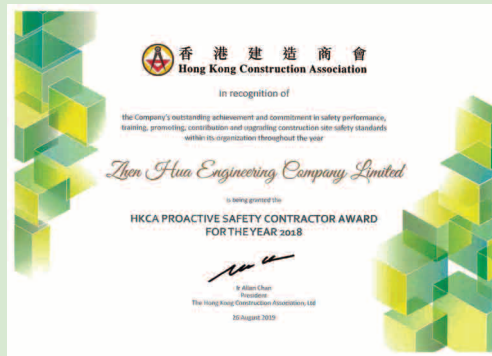 香港建造商會
Hong Kong Construction Association
in recognition of
the Company's outstanding achievement and commitment in safety performance,
training, promoting, contribution and upgrading construction site safety standards
within its organization throughout the year
Zhen Hua Engineering Company Limited
is being granted the
HKCA PROACTIVE SAFETY CONTRACTOR AWARD
FOR THE YEAR 2018
Ir Allan Chan
President
The Hong Kong Construction Association, Ltd
August 2019